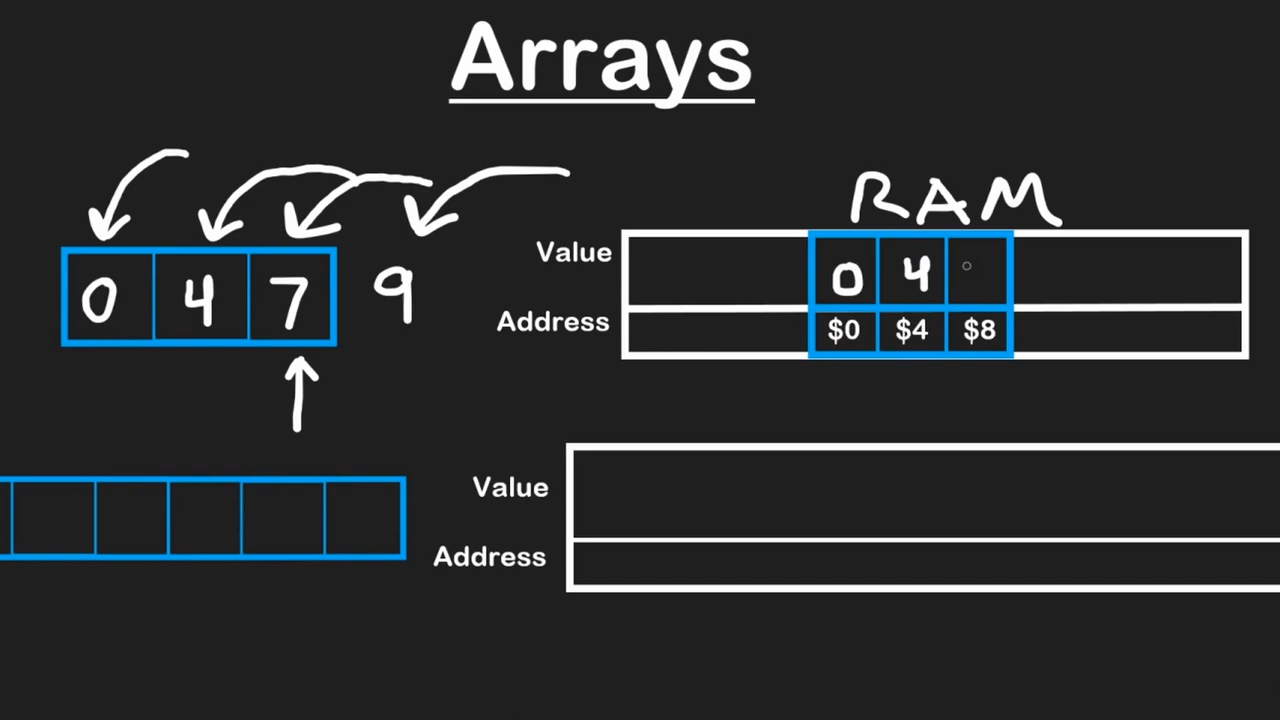 Arrays
RAM
0 4 7 9
Value 0 4
Address $0 $4 $8
Value
Address